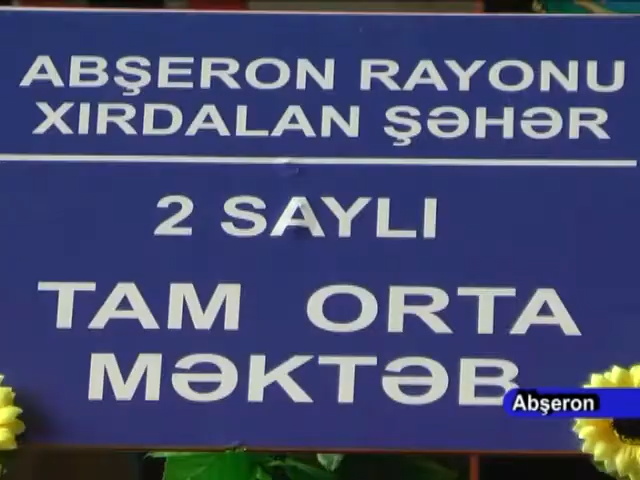 ABŞERON RAYONU
XIRDALAN ŞƏHƏR
2 SAYLI
TAM ORTA
MƏKTƏB
Abşeron